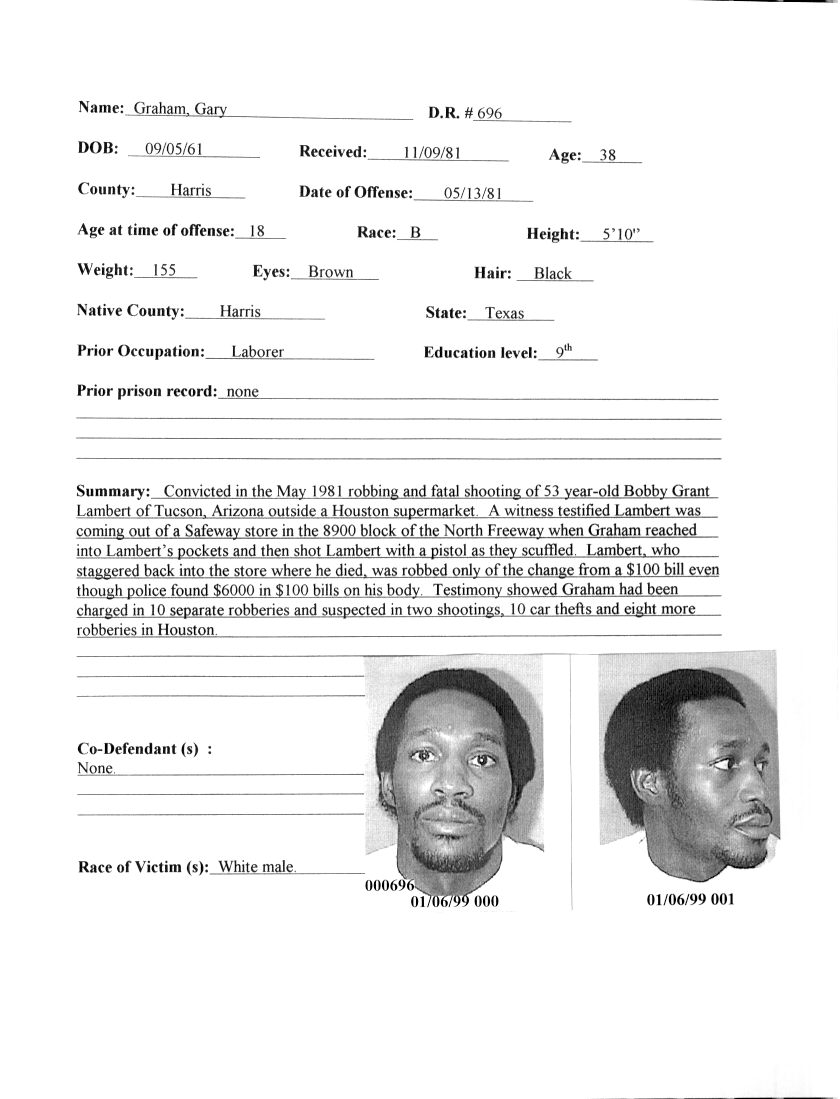 Name: Graham, Gary D.R. # 696
DOB: 09/05/61 Received: 11/09/81 Age: 38
County: Harris Date of Offense: 05/13/81
Age at time of offense: 18 Race: B Height: 5'10"
Weight: 155 Eyes: Brown Hair: Black
Native County: Harris State: Texas
Prior Occupation: Laborer Education level: 9th
Prior prison record: none
Summary: Convicted in the May 1981 robbing and fatal shooting of 53 year-old Bobby Grant
Lambert of Tucson, Arizona outside a Houston supermarket. A witness testified Lambert was
coming out of a Safeway store in the 8900 block of the North Freeway when Graham reached
into Lambert's pockets and then shot Lambert with a pistol as they scuffled. Lambert, who
staggered back into the store where he died, was robbed only of the change from a $100 bill even
though police found $6000 in $100 bills on his body. Testimony showed Graham had been
charged in 10 separate robberies and suspected in two shootings, 10 car thefts and eight more
robberies in Houston.
Co-Defendant (s) :
None.
Race of Victim (s): White male.
000696
01/06/99 000
01/06/99 001